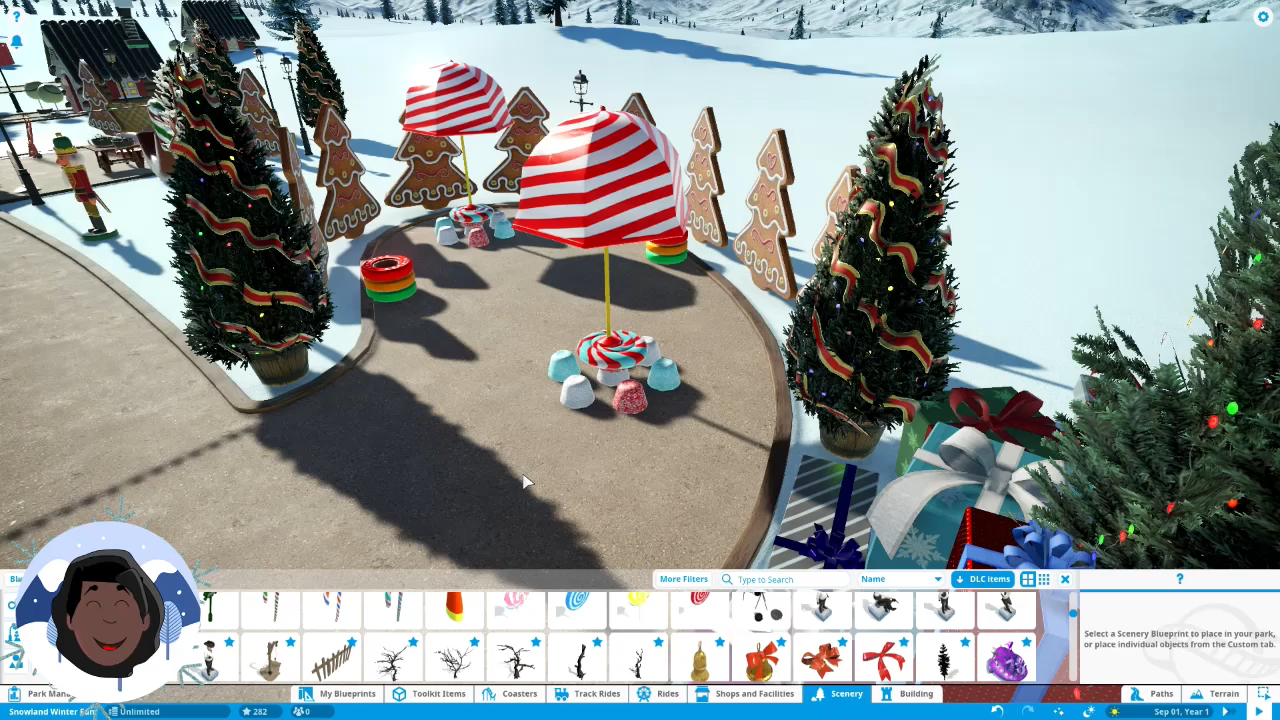 Bla
More Filters
Type to Search
Name
DLC items
?
?
Select a Scenery Blueprint to place in your park,
or place individual objects from the Custom tab.
My Blueprints
Toolkit Items
Coasters
Track Rides
Rides
Shops and Facilities
Scenery
Building
Paths
Terrain
Unlimited
282
0
Sep 01, Year 1